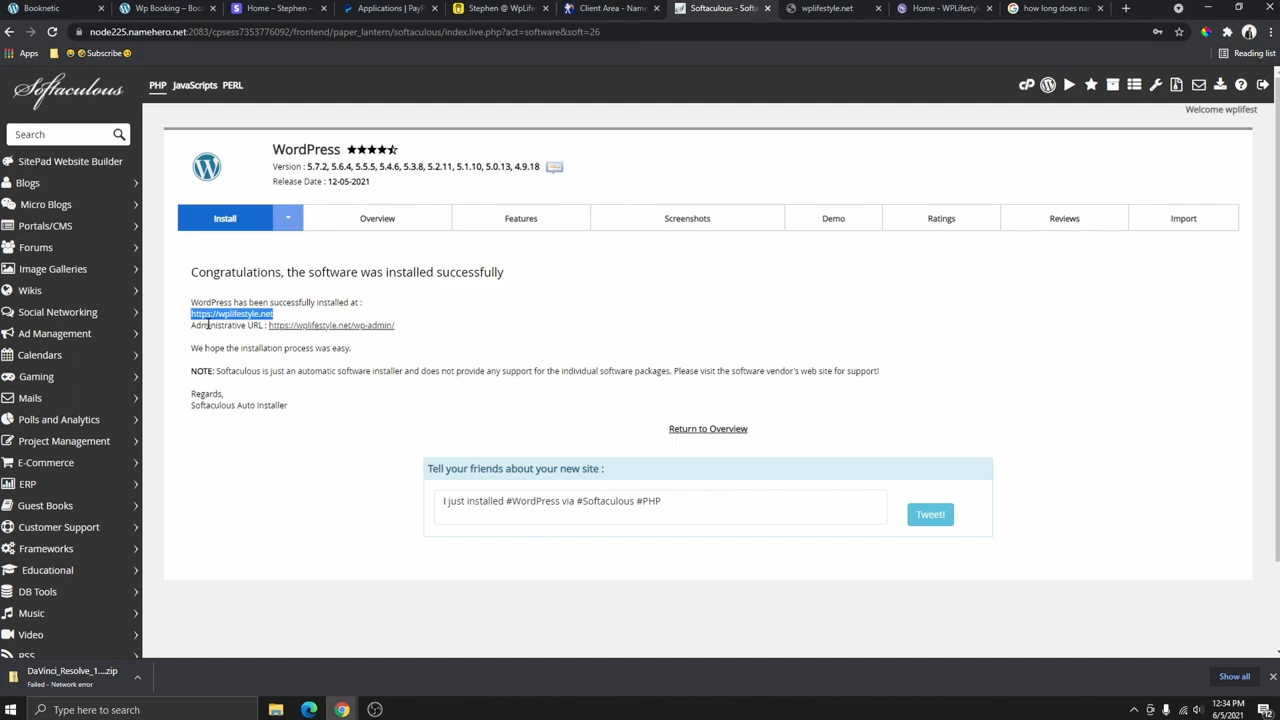 Booknetic
Wp Booking –
Home – Stephen –
Applications | PayP
Stephen @ WpLife
Client Area - Name
Softaculous - Softa
wplifestyle.net
Home - WPLifestyl
how long does nan
node225.namehero.net:2083/cpsess7353776092/frontend/paper_lantern/softaculous/index.live.php?act=software&soft=26
Apps
Subscribe
Reading list
Softaculous
PHP JavaScripts PERL
Welcome wplifest
Search
SitePad Website Builder
Blogs
Micro Blogs
Portals/CMS
Forums
Image Galleries
Wikis
Social Networking
Ad Management
Calendars
Gaming
Mails
Polls and Analytics
Project Management
E-Commerce
ERP
Guest Books
Customer Support
Frameworks
Educational
DB Tools
Music
Video
RSS
WordPress
Version : 5.7.2, 5.6.4, 5.5.5, 5.4.6, 5.3.8, 5.2.11, 5.1.10, 5.0.13, 4.9.18
Release Date : 12-05-2021
Install
Overview
Features
Screenshots
Demo
Ratings
Reviews
Import
Congratulations, the software was installed successfully
WordPress has been successfully installed at :
https://wplifestyle.net
Administrative URL : https://wplifestyle.net/wp-admin/
We hope the installation process was easy.
NOTE: Softaculous is just an automatic software installer and does not provide any support for the individual software packages. Please visit the software vendor's web site for support!
Regards,
Softaculous Auto Installer
Return to Overview
Tell your friends about your new site :
I just installed #WordPress via #Softaculous #PHP
Tweet!
DaVinci_Resolve_1....zip
Failed - Network error
Show all
Type here to search
12:34 PM
6/5/2021